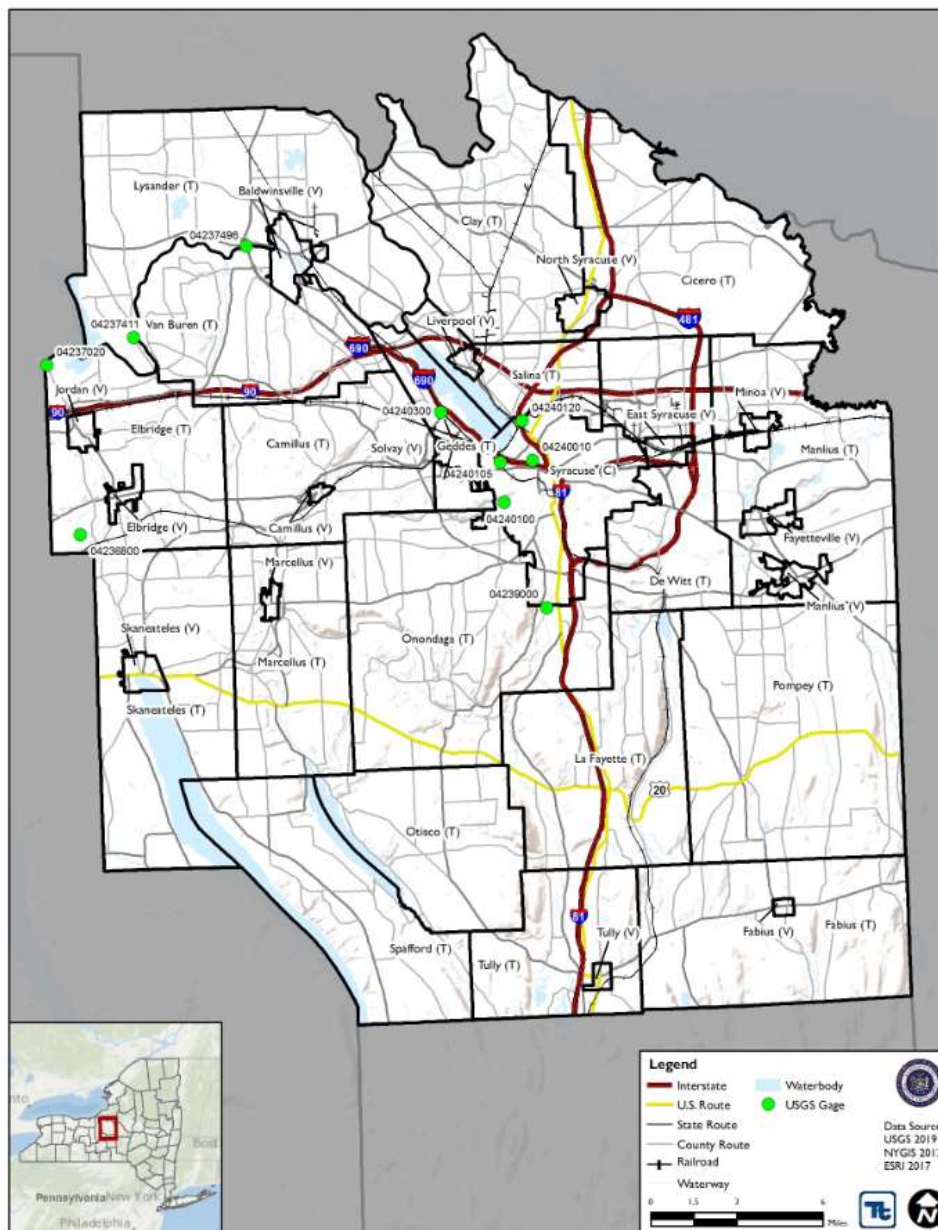 Lysander (T)
Baldwinsville (V)
Clay (T)
04237496
North Syracuse (V)
Cicero (T)
04237411
Van Buren (T)
Liverpool (V)
481
04237020
690
Jordan (V)
690
Salina (T)
90
90
Minoa (V)
04240300
04240120
East Syracuse (V)
Elbridge (T)
Camillus (T)
Solvay (V)
Geddes (T)
04240010
Manlius (T)
04240105
Syracuse (C)
81
04240100
Elbridge (V)
Camillus (V)
Fayetteville (V)
04236800
Marcellus (V)
De Witt (T)
04239000
Manlius (V)
Skaneateles (V)
Onondaga (T)
Marcellus (T)
Pompey (T)
Skaneateles (T)
La Fayette (T)
20
Otisco (T)
81
Tully (V)
Fabius (V)
Fabius (T)
Spafford (T)
Tully (T)
Legend
Interstate
U.S. Route
State Route
County Route
Railroad
Waterway
Waterbody
USGS Gage
Data Source
USGS 2019
NYGIS 201
ESRI 2017
0 1.5 3 6
Miles
N
Pennsylvania
New York
Philadelphia